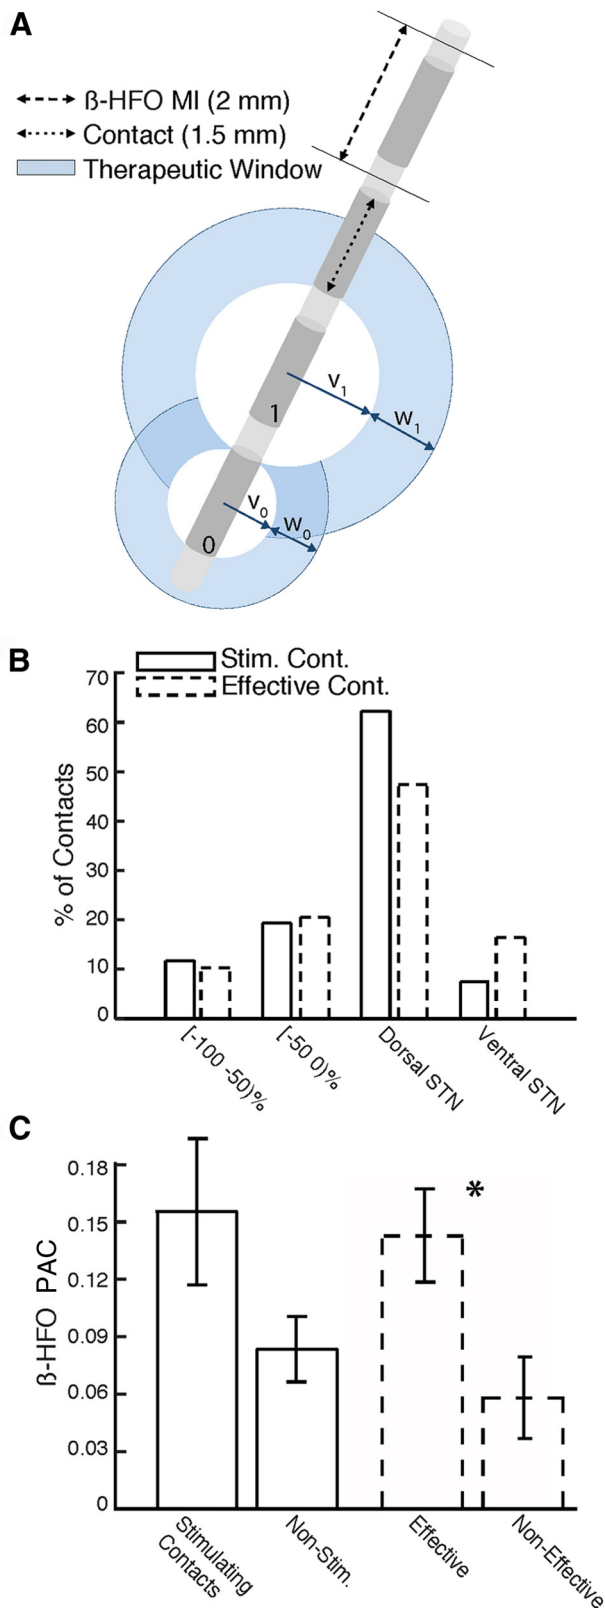 A
ß-HFO MI (2 mm)
Contact (1.5 mm)
Therapeutic Window
v1
w1
1
v0
w0
0
B
Stim. Cont.
Effective Cont.
70
60
50
40
30
20
10
0
% of Contacts
[-100 -50)%
[-50 0)%
Dorsal STN
Ventral STN
C
0.18
0.15
0.12
0.09
0.06
0.03
0
ß-HFO PAC
*
Stimulating
Contacts
Non-Stim.
Effective
Non-Effective